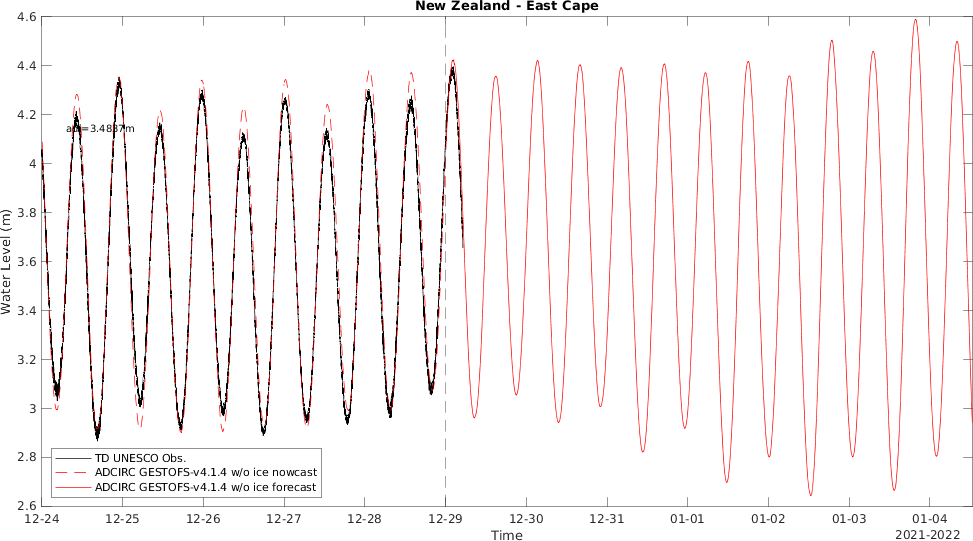 New Zealand - East Cape
4.6
4.4
4.2
4
3.8
3.6
3.4
3.2
3
2.8
2.6
Water Level (m)
TD UNESCO Obs.
ADCIRC GESTOFS-v4.1.4 w/o ice nowcast
ADCIRC GESTOFS-v4.1.4 w/o ice forecast
12-24 12-25 12-26 12-27 12-28 12-29 12-30 12-31 01-01 01-02 01-03 01-04
Time
2021-2022